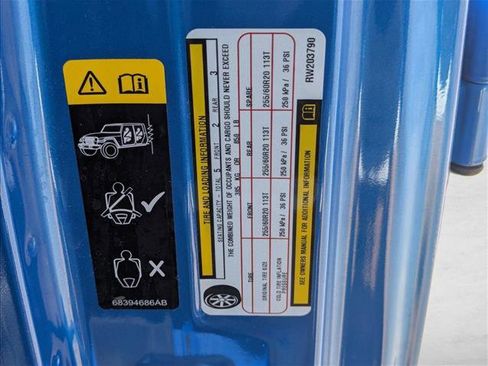 68394686AB
TIRE AND LOADING INFORMATION
SEATING CAPACITY - TOTAL 5 FRONT 2 REAR 3
THE COMBINED WEIGHT OF OCCUPANTS AND CARGO SHOULD NEVER EXCEED
385 KG OR 850 LB
TIRE FRONT REAR SPARE
ORIGINAL TIRE SIZE 255/60R20 113T 255/60R20 113T 255/60R20 113T
COLD TIRE INFLATION PRESSURE 250 kPa / 36 PSI 250 kPa / 36 PSI 250 kPa / 36 PSI
SEE OWNERS MANUAL FOR ADDITIONAL INFORMATION
RW203790